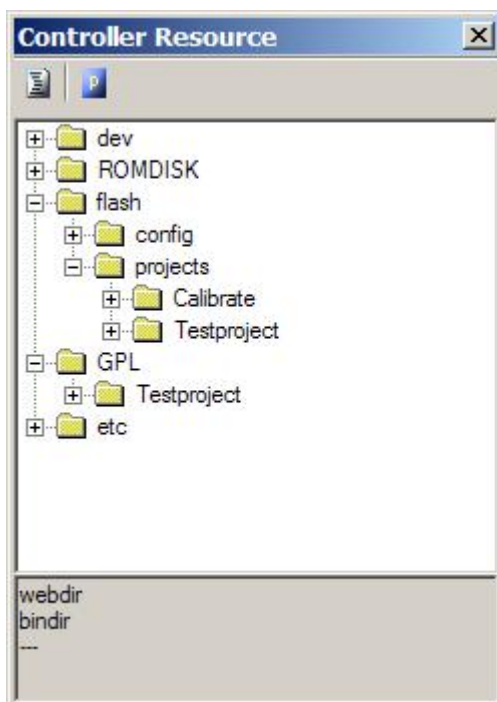 Controller Resource
P
dev
ROMDISK
flash
config
projects
Calibrate
Testproject
GPL
Testproject
etc
webdir
bindir
---